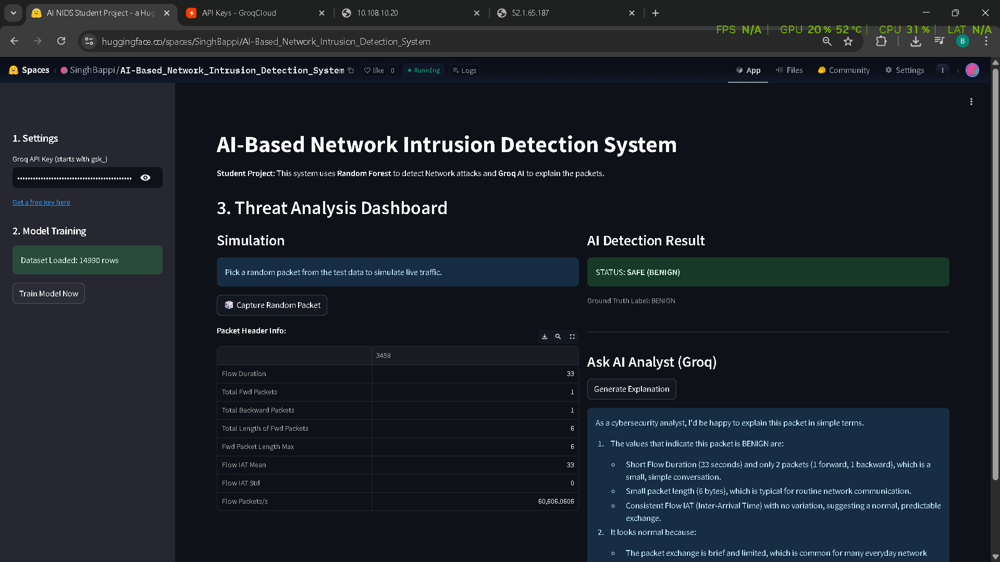 AI NIDS Student Project - a Hug
API Keys - GroqCloud
10.108.10.20
52.1.65.187
FPS N/A | GPU 20 % 52 °C | CPU 31 % | LAT N/A
huggingface.co/spaces/SinghBappi/AI-Based_Network_Intrusion_Detection_System
B
Spaces
SinghBappi/AI-Based_Network_Intrusion_Detection_System
like 0
Running
Logs
App
Files
Community
Settings
1. Settings
Groq API Key (starts with gsk_)
Get a free key here
2. Model Training
Dataset Loaded: 14990 rows
Train Model Now
AI-Based Network Intrusion Detection System
Student Project: This system uses Random Forest to detect Network attacks and Groq AI to explain the packets.
3. Threat Analysis Dashboard
Simulation
Pick a random packet from the test data to simulate live traffic.
Capture Random Packet
Packet Header Info:
3459
Flow Duration 33
Total Fwd Packets 1
Total Backward Packets 1
Total Length of Fwd Packets 6
Fwd Packet Length Max 6
Flow IAT Mean 33
Flow IAT Std 0
Flow Packets/s 60,606.0606
AI Detection Result
STATUS: SAFE (BENIGN)
Ground Truth Label: BENIGN
Ask AI Analyst (Groq)
Generate Explanation
As a cybersecurity analyst, I'd be happy to explain this packet in simple terms.
1. The values that indicate this packet is BENIGN are:
Short Flow Duration (33 seconds) and only 2 packets (1 forward, 1 backward), which is a
small, simple conversation.
Small packet length (6 bytes), which is typical for routine network communication.
Consistent Flow IAT (Inter-Arrival Time) with no variation, suggesting a normal, predictable
exchange.
2. It looks normal because:
The packet exchange is brief and limited, which is common for many everyday network